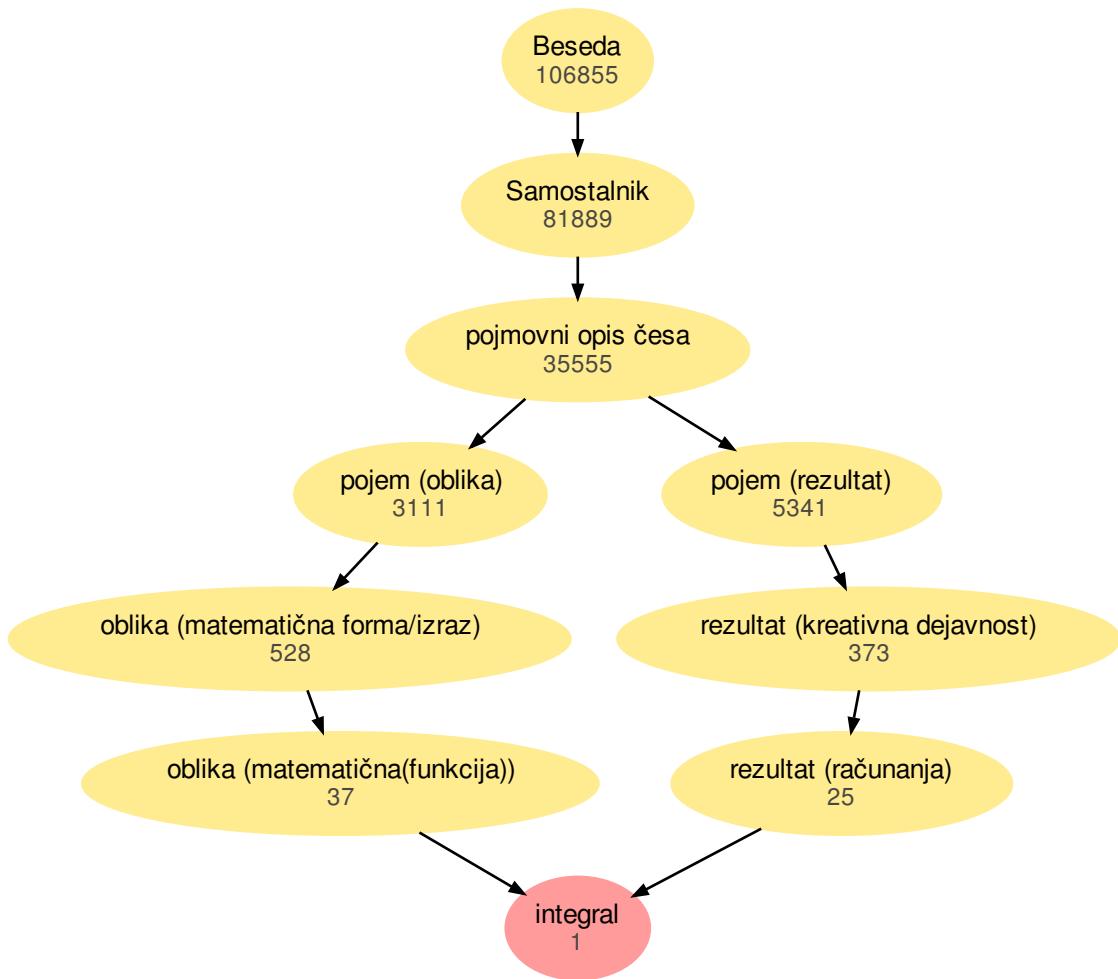 Beseda
106855
Samostalnik
81889
pojmovni opis česa
35555
pojem (oblika)
3111
pojem (rezultat)
5341
oblika (matematična forma/izraz)
528
rezultat (kreativna dejavnost)
373
oblika (matematična(funkcija))
37
rezultat (računanja)
25
integral
1